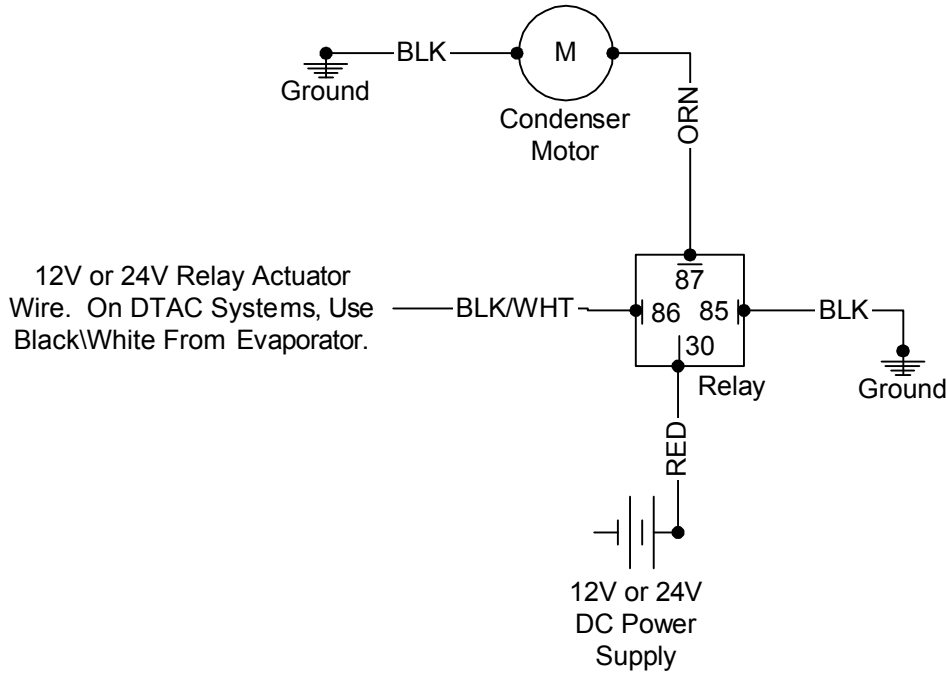 BLK
M
Ground
Condenser
Motor
ORN
12V or 24V Relay Actuator
Wire. On DTAC Systems, Use
Black\White From Evaporator.
BLK/WHT
87
86
85
30
BLK
Relay
Ground
RED
12V or 24V
DC Power
Supply